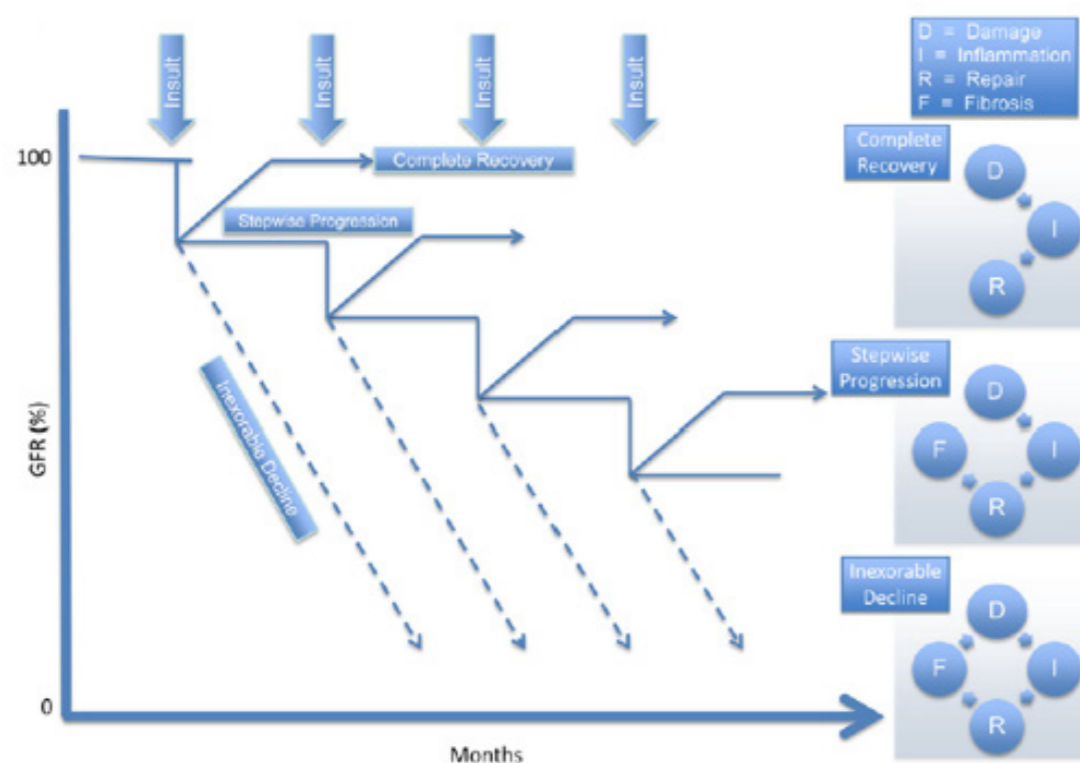 Insult
Insult
Insult
Insult
D = Damage
I = Inflammation
R = Repair
F = Fibrosis
100
Complete Recovery
Stepwise Progression
Inexorable Decline
GFR (%)
0
Months
Complete
Recovery
D
I
R
Stepwise
Progression
D
F
I
R
Inexorable
Decline
D
F
I
R